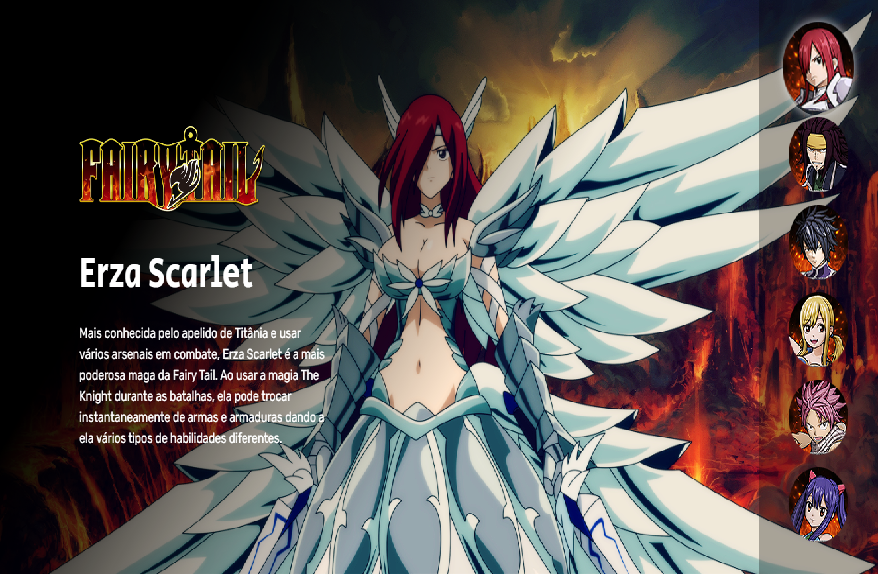 FAIRY TAIL
Erza Scarlet
Mais conhecida pelo apelido de Titânia e usar
vários arsenais em combate, Erza Scarlet é a mais
poderosa maga da Fairy Tail. Ao usar a magia The
Knight durante as batalhas, ela pode trocar
instantaneamente de armas e armaduras dando a
ela vários tipos de habilidades diferentes.